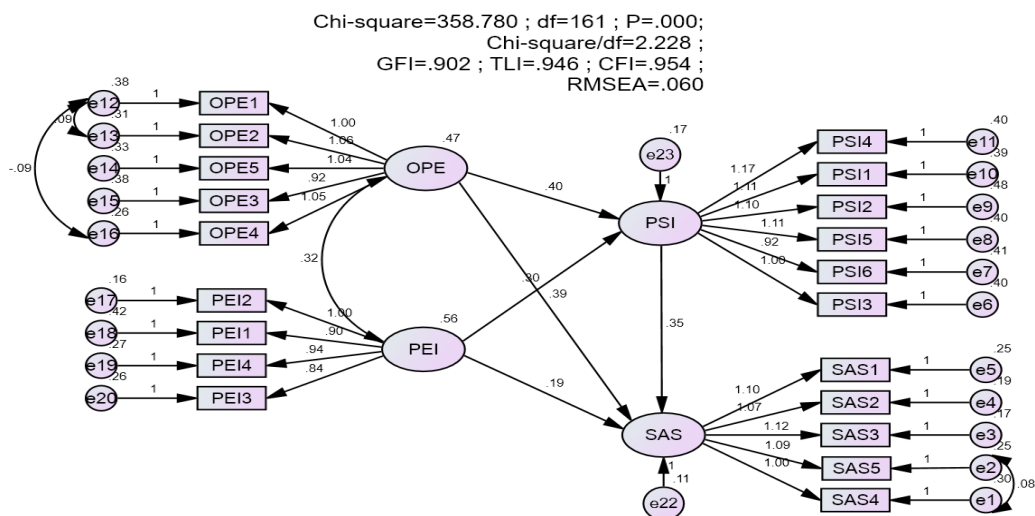 Chi-square=358.780 ; df=161 ; P=.000;
Chi-square/df=2.228 ;
GFI=.902 ; TLI=.946 ; CFI=.954 ;
RMSEA=.060
.38
e12 1 OPE1
.09
.31
e13 1 OPE2
.33
e14 1 OPE5
.38
e15 1 OPE3
.26
e16 1 OPE4
-.09
1.00
1.06
1.04
.92
1.05
.47
OPE
.32
.16
e17 1 PEI2
.42
e18 1 PEI1
.27
e19 1 PEI4
.26
e20 1 PEI3
1.00
.90
.94
.84
.56
PEI
.40
.30
.39
.19
.17
e23
1
PSI
.35
SAS
1
.11
e22
1.17
1.11
1.10
1.11
.92
1.00
.40
PSI4 1 e11
.39
PSI1 1 e10
.48
PSI2 1 e9
.40
PSI5 1 e8
.41
PSI6 1 e7
.40
PSI3 1 e6
1.10
1.07
1.12
1.09
1.00
.25
SAS1 1 e5
.19
SAS2 1 e4
.17
SAS3 1 e3
.25
SAS5 1 e2
.30
SAS4 1 e1
.08